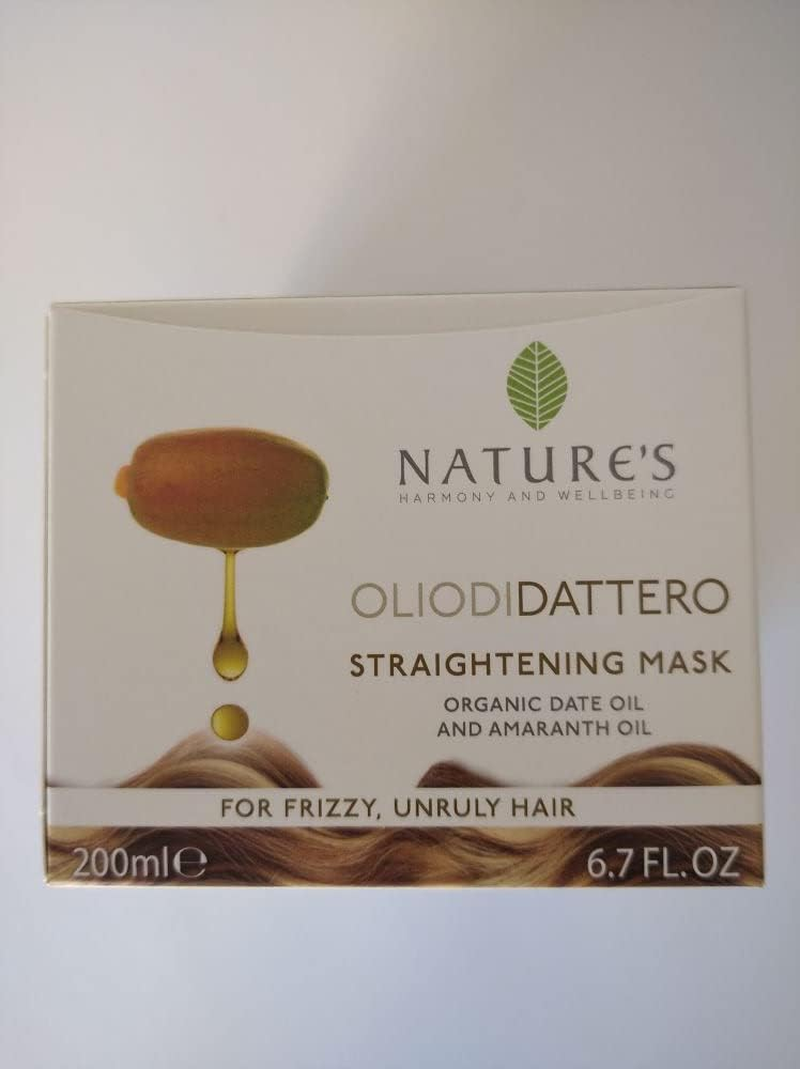 NATURE'S
HARMONY AND WELLBEING
OLIODIDATTERO
STRAIGHTENING MASK
ORGANIC DATE OIL
AND AMARANTH OIL
FOR FRIZZY, UNRULY HAIR
200ml℮
6.7 FL.OZ